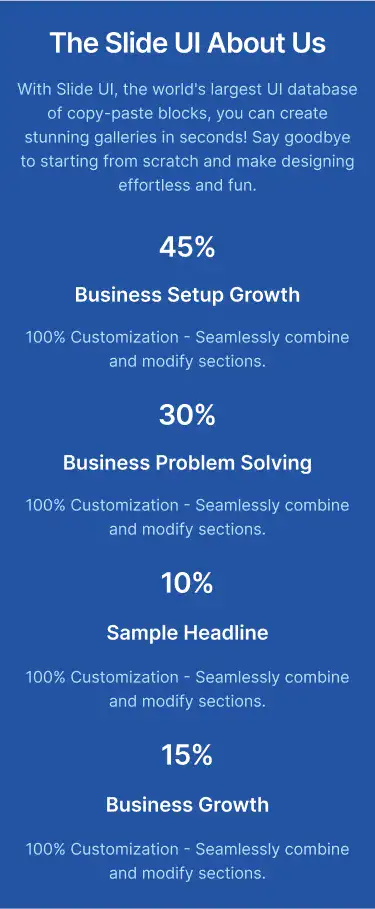 The Slide UI About Us
With Slide UI, the world's largest UI database
of copy-paste blocks, you can create
stunning galleries in seconds! Say goodbye
to starting from scratch and make designing
effortless and fun.
45%
Business Setup Growth
100% Customization - Seamlessly combine
and modify sections.
30%
Business Problem Solving
100% Customization - Seamlessly combine
and modify sections.
10%
Sample Headline
100% Customization - Seamlessly combine
and modify sections.
15%
Business Growth
100% Customization - Seamlessly combine
and modify sections.